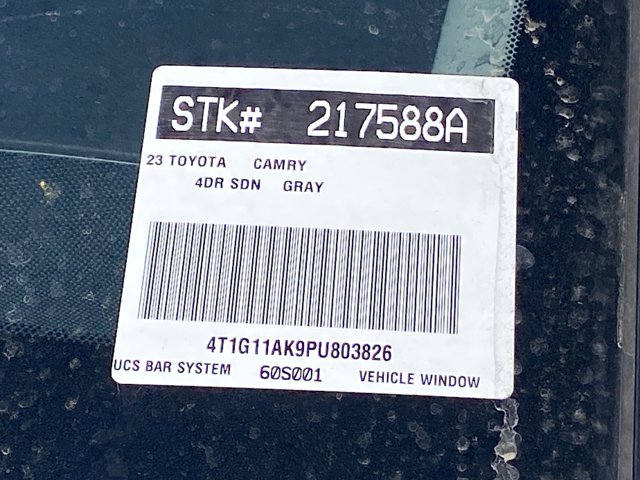 STK# 217588A
23 TOYOTA CAMRY
4DR SDN GRAY
4T1G11AK9PU803826
UCS BAR SYSTEM 60S001 VEHICLE WINDOW